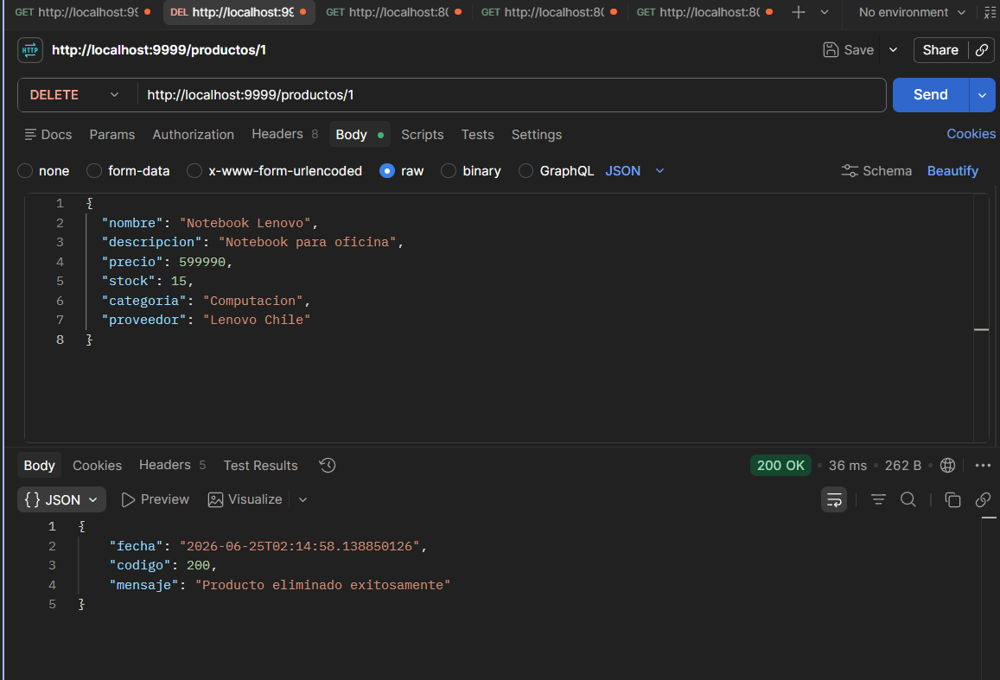 GET http://localhost:99 DEL http://localhost:99 GET http://localhost:80 GET http://localhost:80 GET http://localhost:80 No environment
HTTP http://localhost:9999/productos/1 Save Share
DELETE http://localhost:9999/productos/1 Send
Docs Params Authorization Headers 8 Body Scripts Tests Settings Cookies
none form-data x-www-form-urlencoded raw binary GraphQL JSON Schema Beautify
1 {
2 "nombre": "Notebook Lenovo",
3 "descripcion": "Notebook para oficina",
4 "precio": 599990,
5 "stock": 15,
6 "categoria": "Computacion",
7 "proveedor": "Lenovo Chile"
8 }
Body Cookies Headers 5 Test Results 200 OK • 36 ms • 262 B •
{} JSON Preview Visualize
1 {
2 "fecha": "2026-06-25T02:14:58.138850126",
3 "codigo": 200,
4 "mensaje": "Producto eliminado exitosamente"
5 }